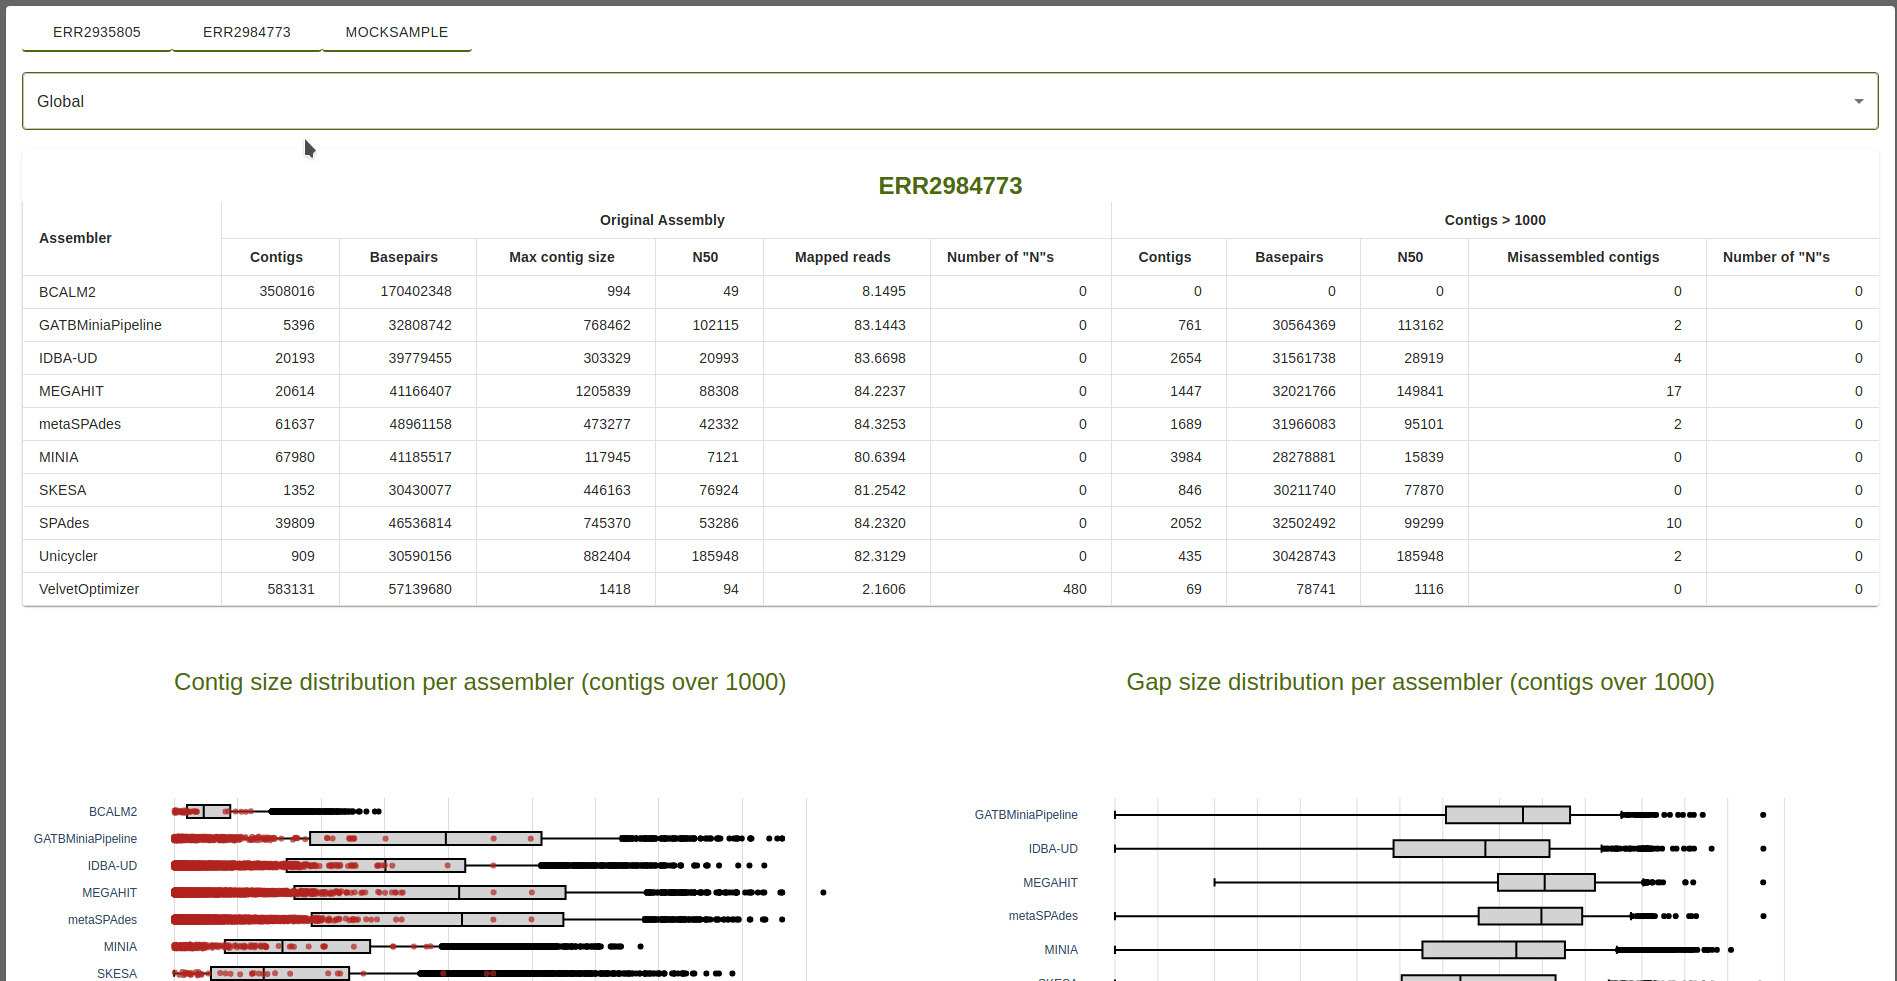 ERR2935805 ERR2984773 MOCKSAMPLE
Global
ERR2984773
Assembler Original Assembly Contigs > 1000
Contigs Basepairs Max contig size N50 Mapped reads Number of "N"s Contigs Basepairs N50 Misassembled contigs Number of "N"s
BCALM2 3508016 170402348 994 49 8.1495 0 0 0 0 0 0
GATBMiniaPipeline 5396 32808742 768462 102115 83.1443 0 761 30564369 113162 2 0
IDBA-UD 20193 39779455 303329 20993 83.6698 0 2654 31561738 28919 4 0
MEGAHIT 20614 41166407 1205839 88308 84.2237 0 1447 32021766 149841 17 0
metaSPAdes 61637 48961158 473277 42332 84.3253 0 1689 31966083 95101 2 0
MINIA 67980 41185517 117945 7121 80.6394 0 3984 28278881 15839 0 0
SKESA 1352 30430077 446163 76924 81.2542 0 846 30211740 77870 0 0
SPAdes 39809 46536814 745370 53286 84.2320 0 2052 32502492 99299 10 0
Unicycler 909 30590156 882404 185948 82.3129 0 435 30428743 185948 2 0
VelvetOptimizer 583131 57139680 1418 94 2.1606 480 69 78741 1116 0 0
Contig size distribution per assembler (contigs over 1000)
BCALM2
GATBMiniaPipeline
IDBA-UD
MEGAHIT
metaSPAdes
MINIA
SKESA
Gap size distribution per assembler (contigs over 1000)
GATBMiniaPipeline
IDBA-UD
MEGAHIT
metaSPAdes
MINIA